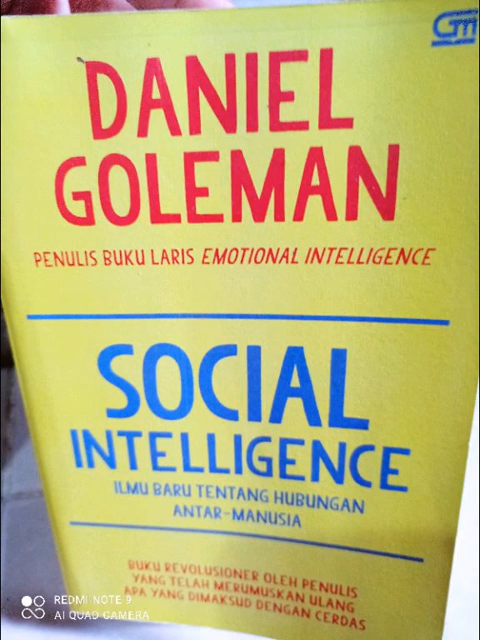 GM
DANIEL
GOLEMAN
PENULIS BUKU LARIS EMOTIONAL INTELLIGENCE
SOCIAL
INTELLIGENCE
ILMU BARU TENTANG HUBUNGAN
ANTAR-MANUSIA
BUKU REVOLUSIONER OLEH PENULIS
YANG TELAH MERUMUSKAN ULANG
APA YANG DIMAKSUD DENGAN CERDAS
REDMI NOTE 9
AI QUAD CAMERA